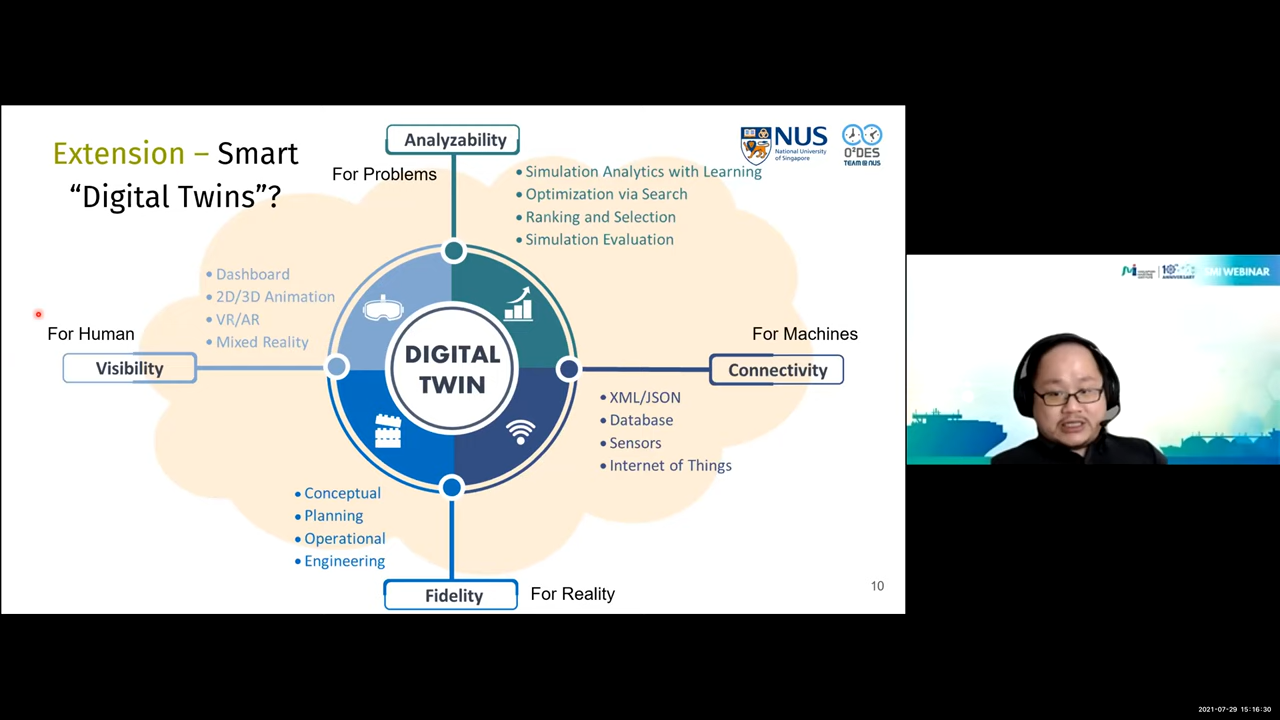 Extension – Smart
“Digital Twins”?
Analyzability
For Problems
NUS
National University
of Singapore
O²DES
TEAM@NUS
• Simulation Analytics with Learning
• Optimization via Search
• Ranking and Selection
• Simulation Evaluation
• Dashboard
• 2D/3D Animation
• VR/AR
• Mixed Reality
For Human
Visibility
DIGITAL
TWIN
For Machines
Connectivity
• XML/JSON
• Database
• Sensors
• Internet of Things
• Conceptual
• Planning
• Operational
• Engineering
Fidelity
For Reality
10
ANNIVERSARY
SMI WEBINAR
2021-07-29 15:16:30